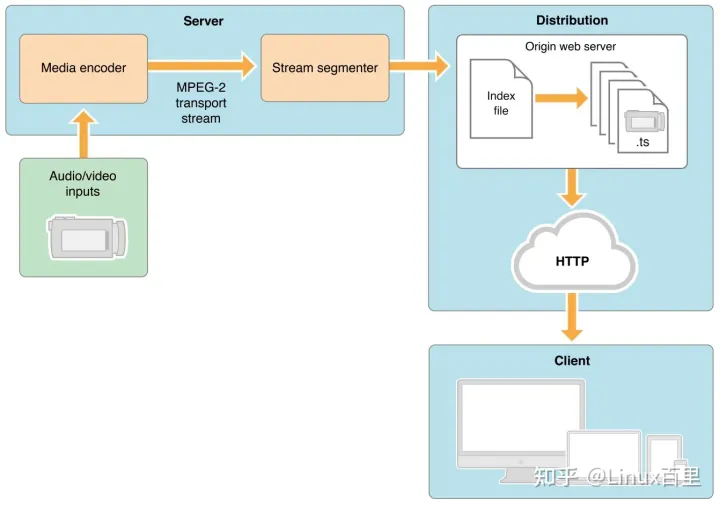 Server
Media encoder
MPEG-2
transport
stream
Stream segmenter
Audio/video
inputs
Distribution
Origin web server
Index
file
.ts
HTTP
Client
知乎 @Linux百里